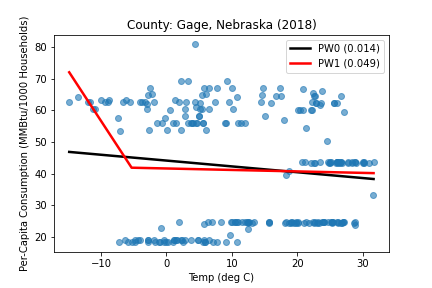 County: Gage, Nebraska (2018)
PW0 (0.014)
PW1 (0.049)
Per-Capita Consumption (MMBtu/1000 Households)
80
70
60
50
40
30
20
−10
0
10
20
30
Temp (deg C)